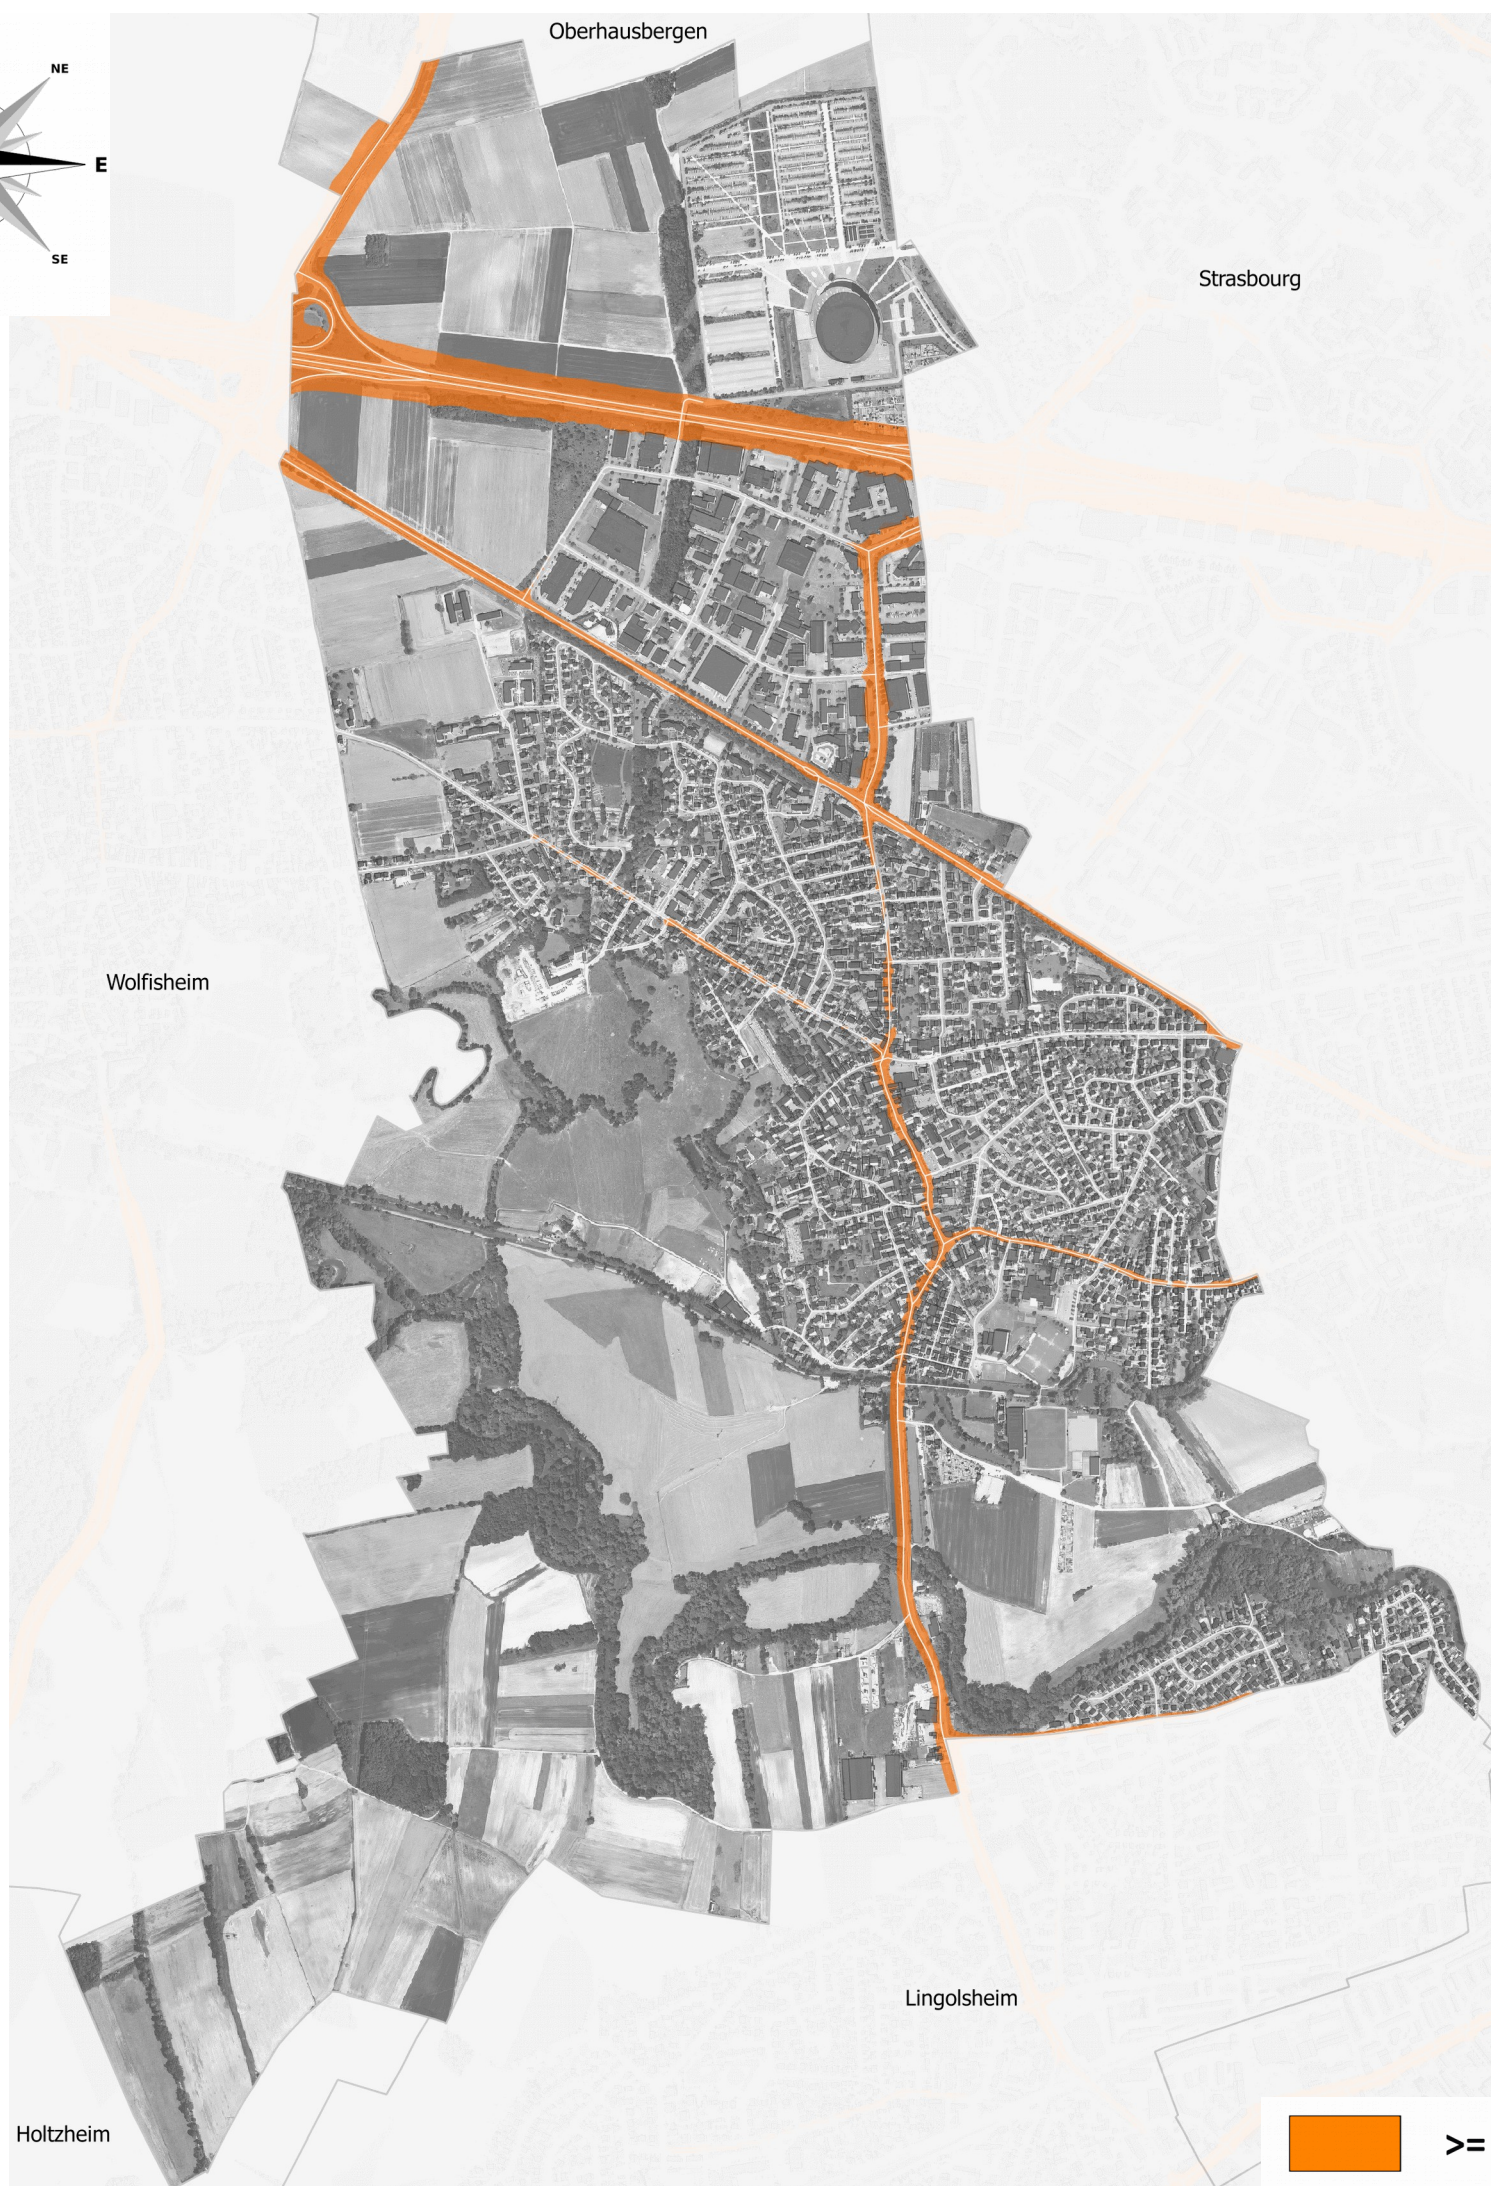 Oberhausbergen
NE
E
SE
Strasbourg
Wolfisheim
Lingolsheim
Holtzheim
>=